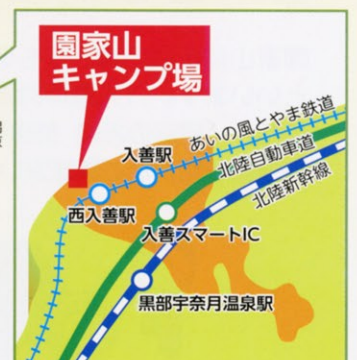 園家山
キャンプ場
あいの風とやま鉄道
入善駅
北陸自動車道
北陸新幹線
西入善駅
入善スマートIC
黒部宇奈月温泉駅